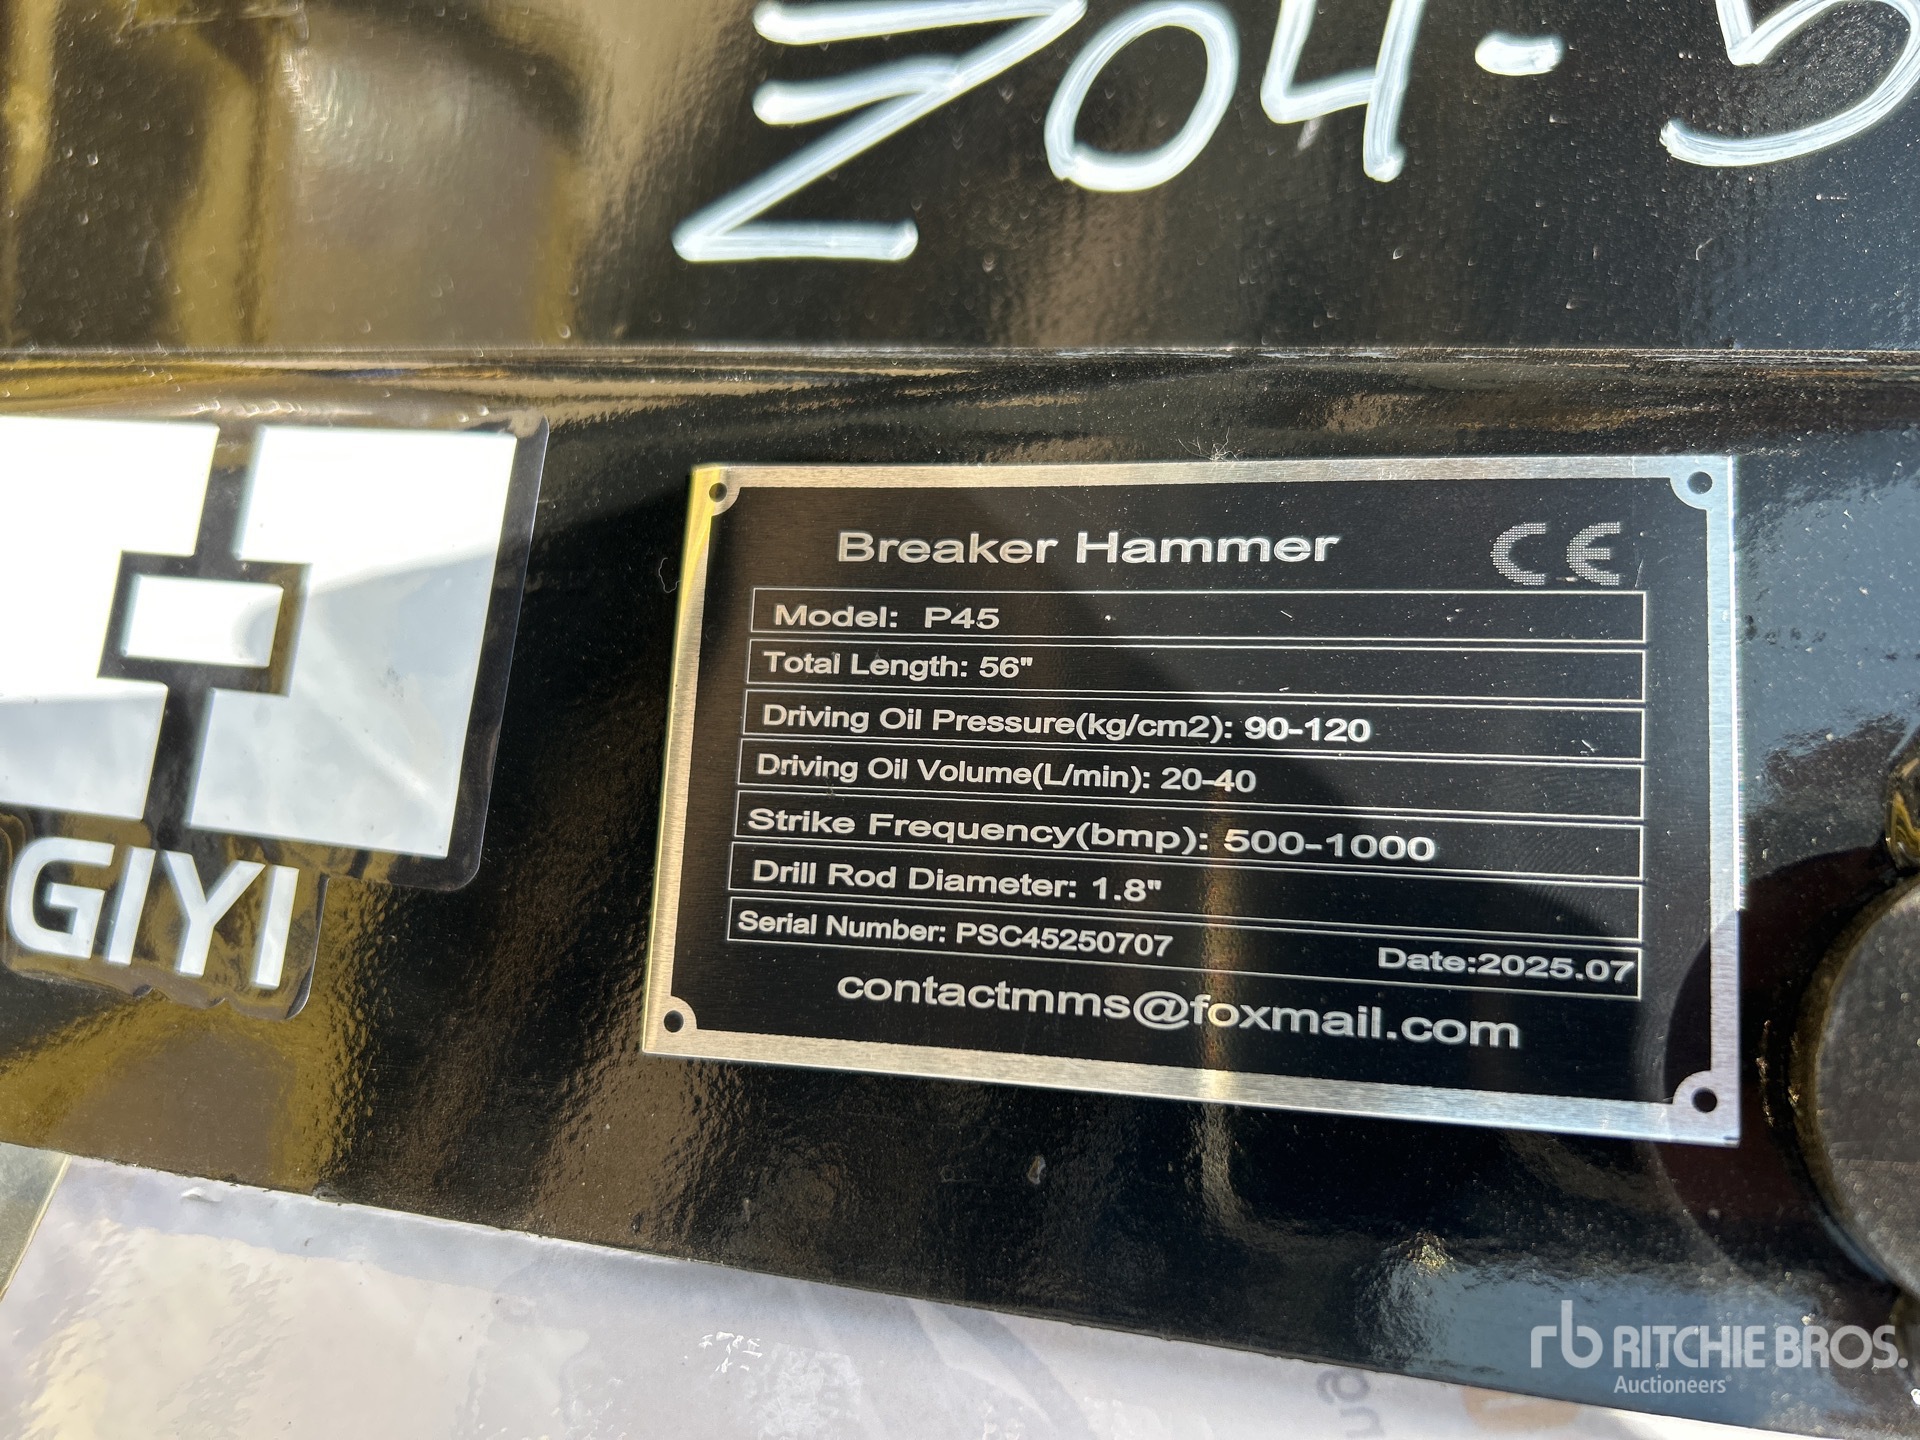 Z04-5
GIYI
Breaker Hammer CE
Model: P45
Total Length: 56"
Driving Oil Pressure(kg/cm2): 90-120
Driving Oil Volume(L/min): 20-40
Strike Frequency(bmp): 500-1000
Drill Rod Diameter: 1.8"
Serial Number: PSC45250707 Date:2025.07
contactmms@foxmail.com
rb RITCHIE BROS.
Auctioneers